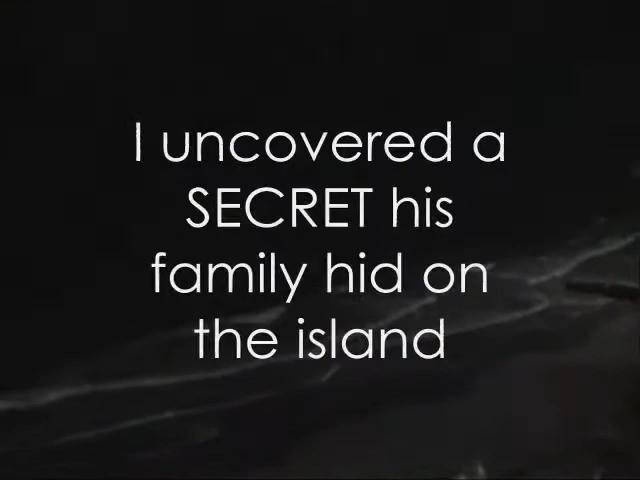 I uncovered a
SECRET his
family hid on
the island